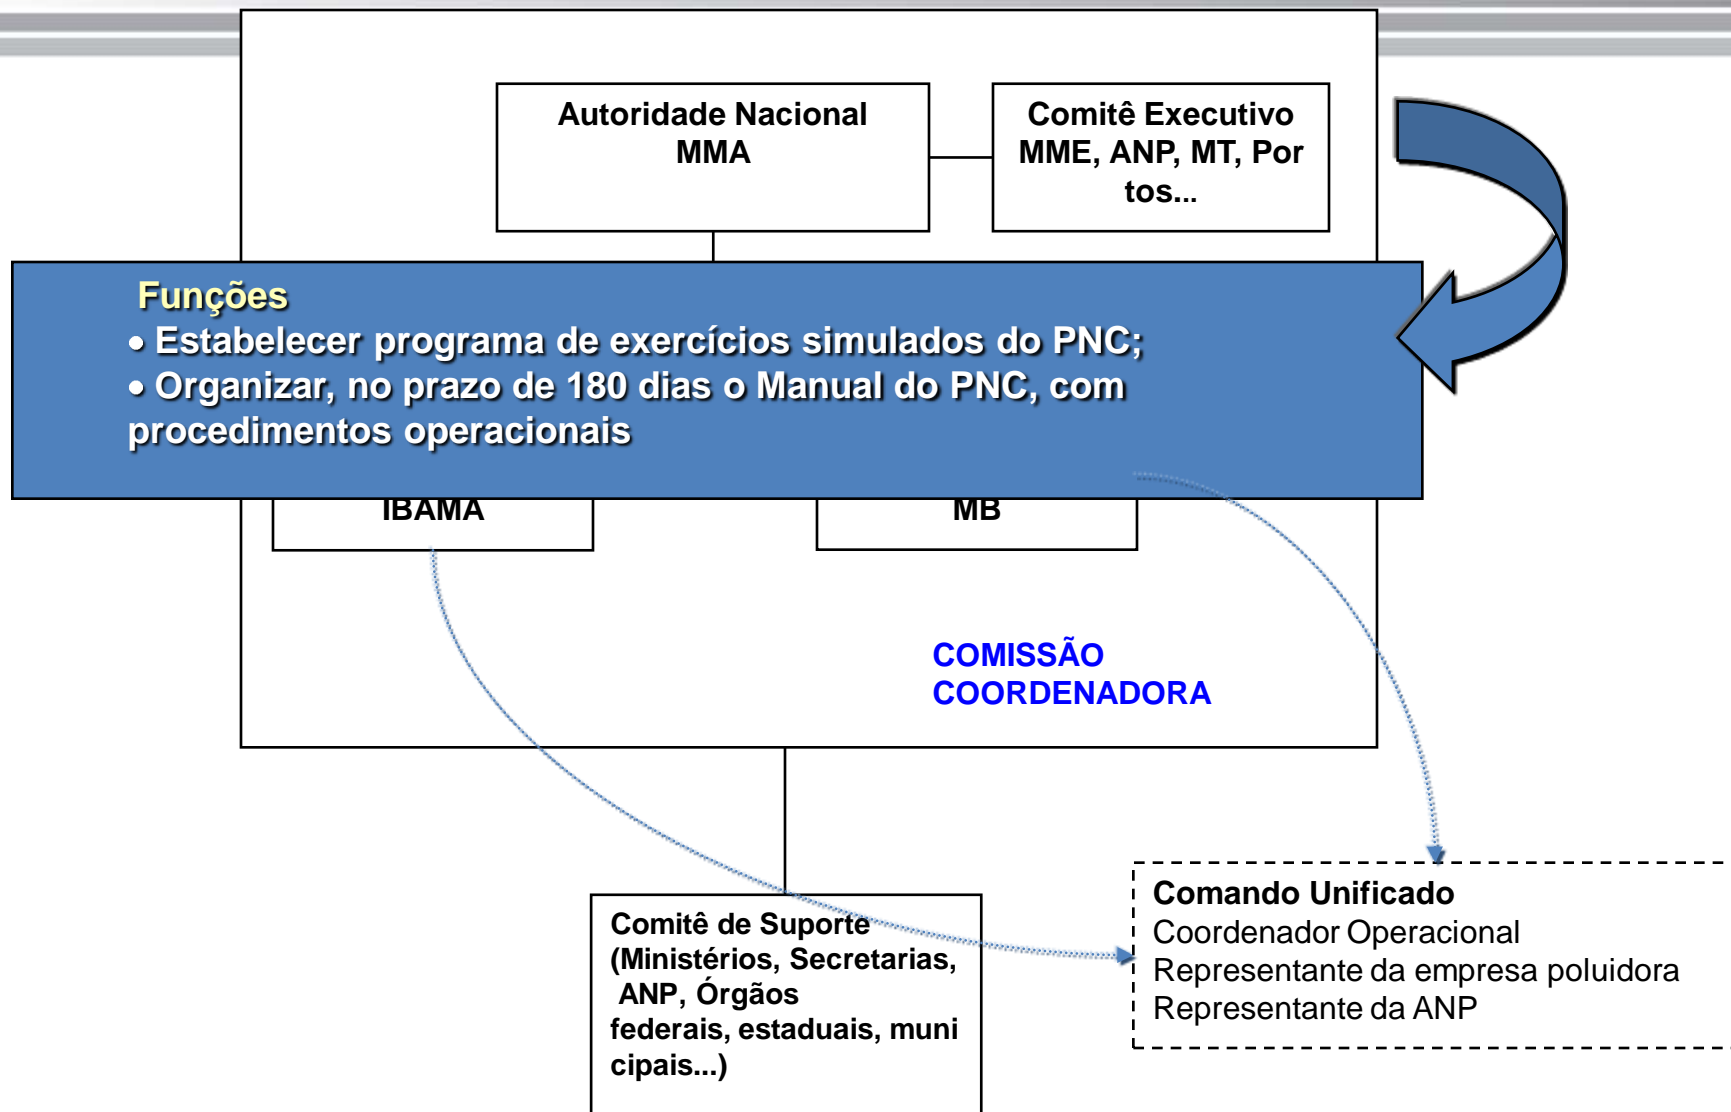 Autoridade Nacional
MMA
Comitê Executivo
MME, ANP, MT, Por
tos...
Funções
• Estabelecer programa de exercícios simulados do PNC;
• Organizar, no prazo de 180 dias o Manual do PNC, com
procedimentos operacionais
IBAMA
MB
COMISSÃO
COORDENADORA
Comitê de Suporte
(Ministérios, Secretarias,
ANP, Órgãos
federais, estaduais, muni
cipais...)
Comando Unificado
Coordenador Operacional
Representante da empresa poluidora
Representante da ANP